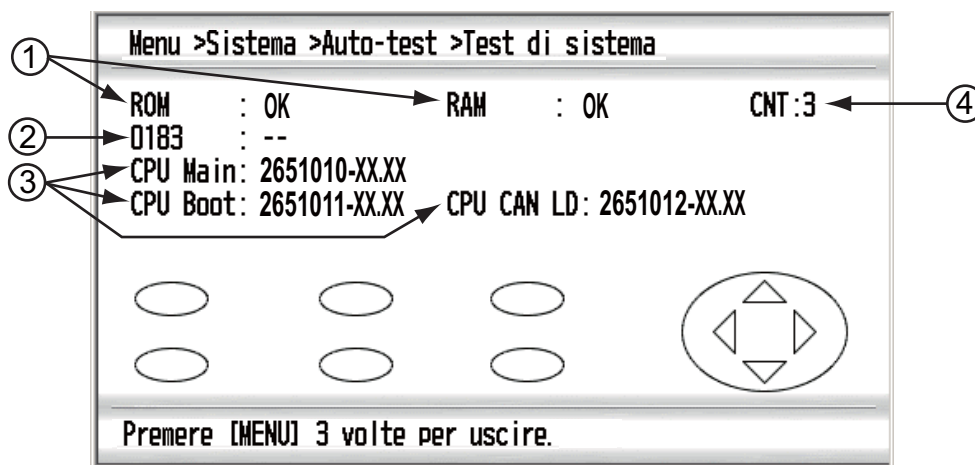 Menu >Sistema >Auto-test >Test di sistema
1
ROM : OK RAM : OK CNT:3 4
2 0183 : --
3 CPU Main: 2651010-XX.XX
CPU Boot: 2651011-XX.XX CPU CAN LD: 2651012-XX.XX
Premere [MENU] 3 volte per uscire.